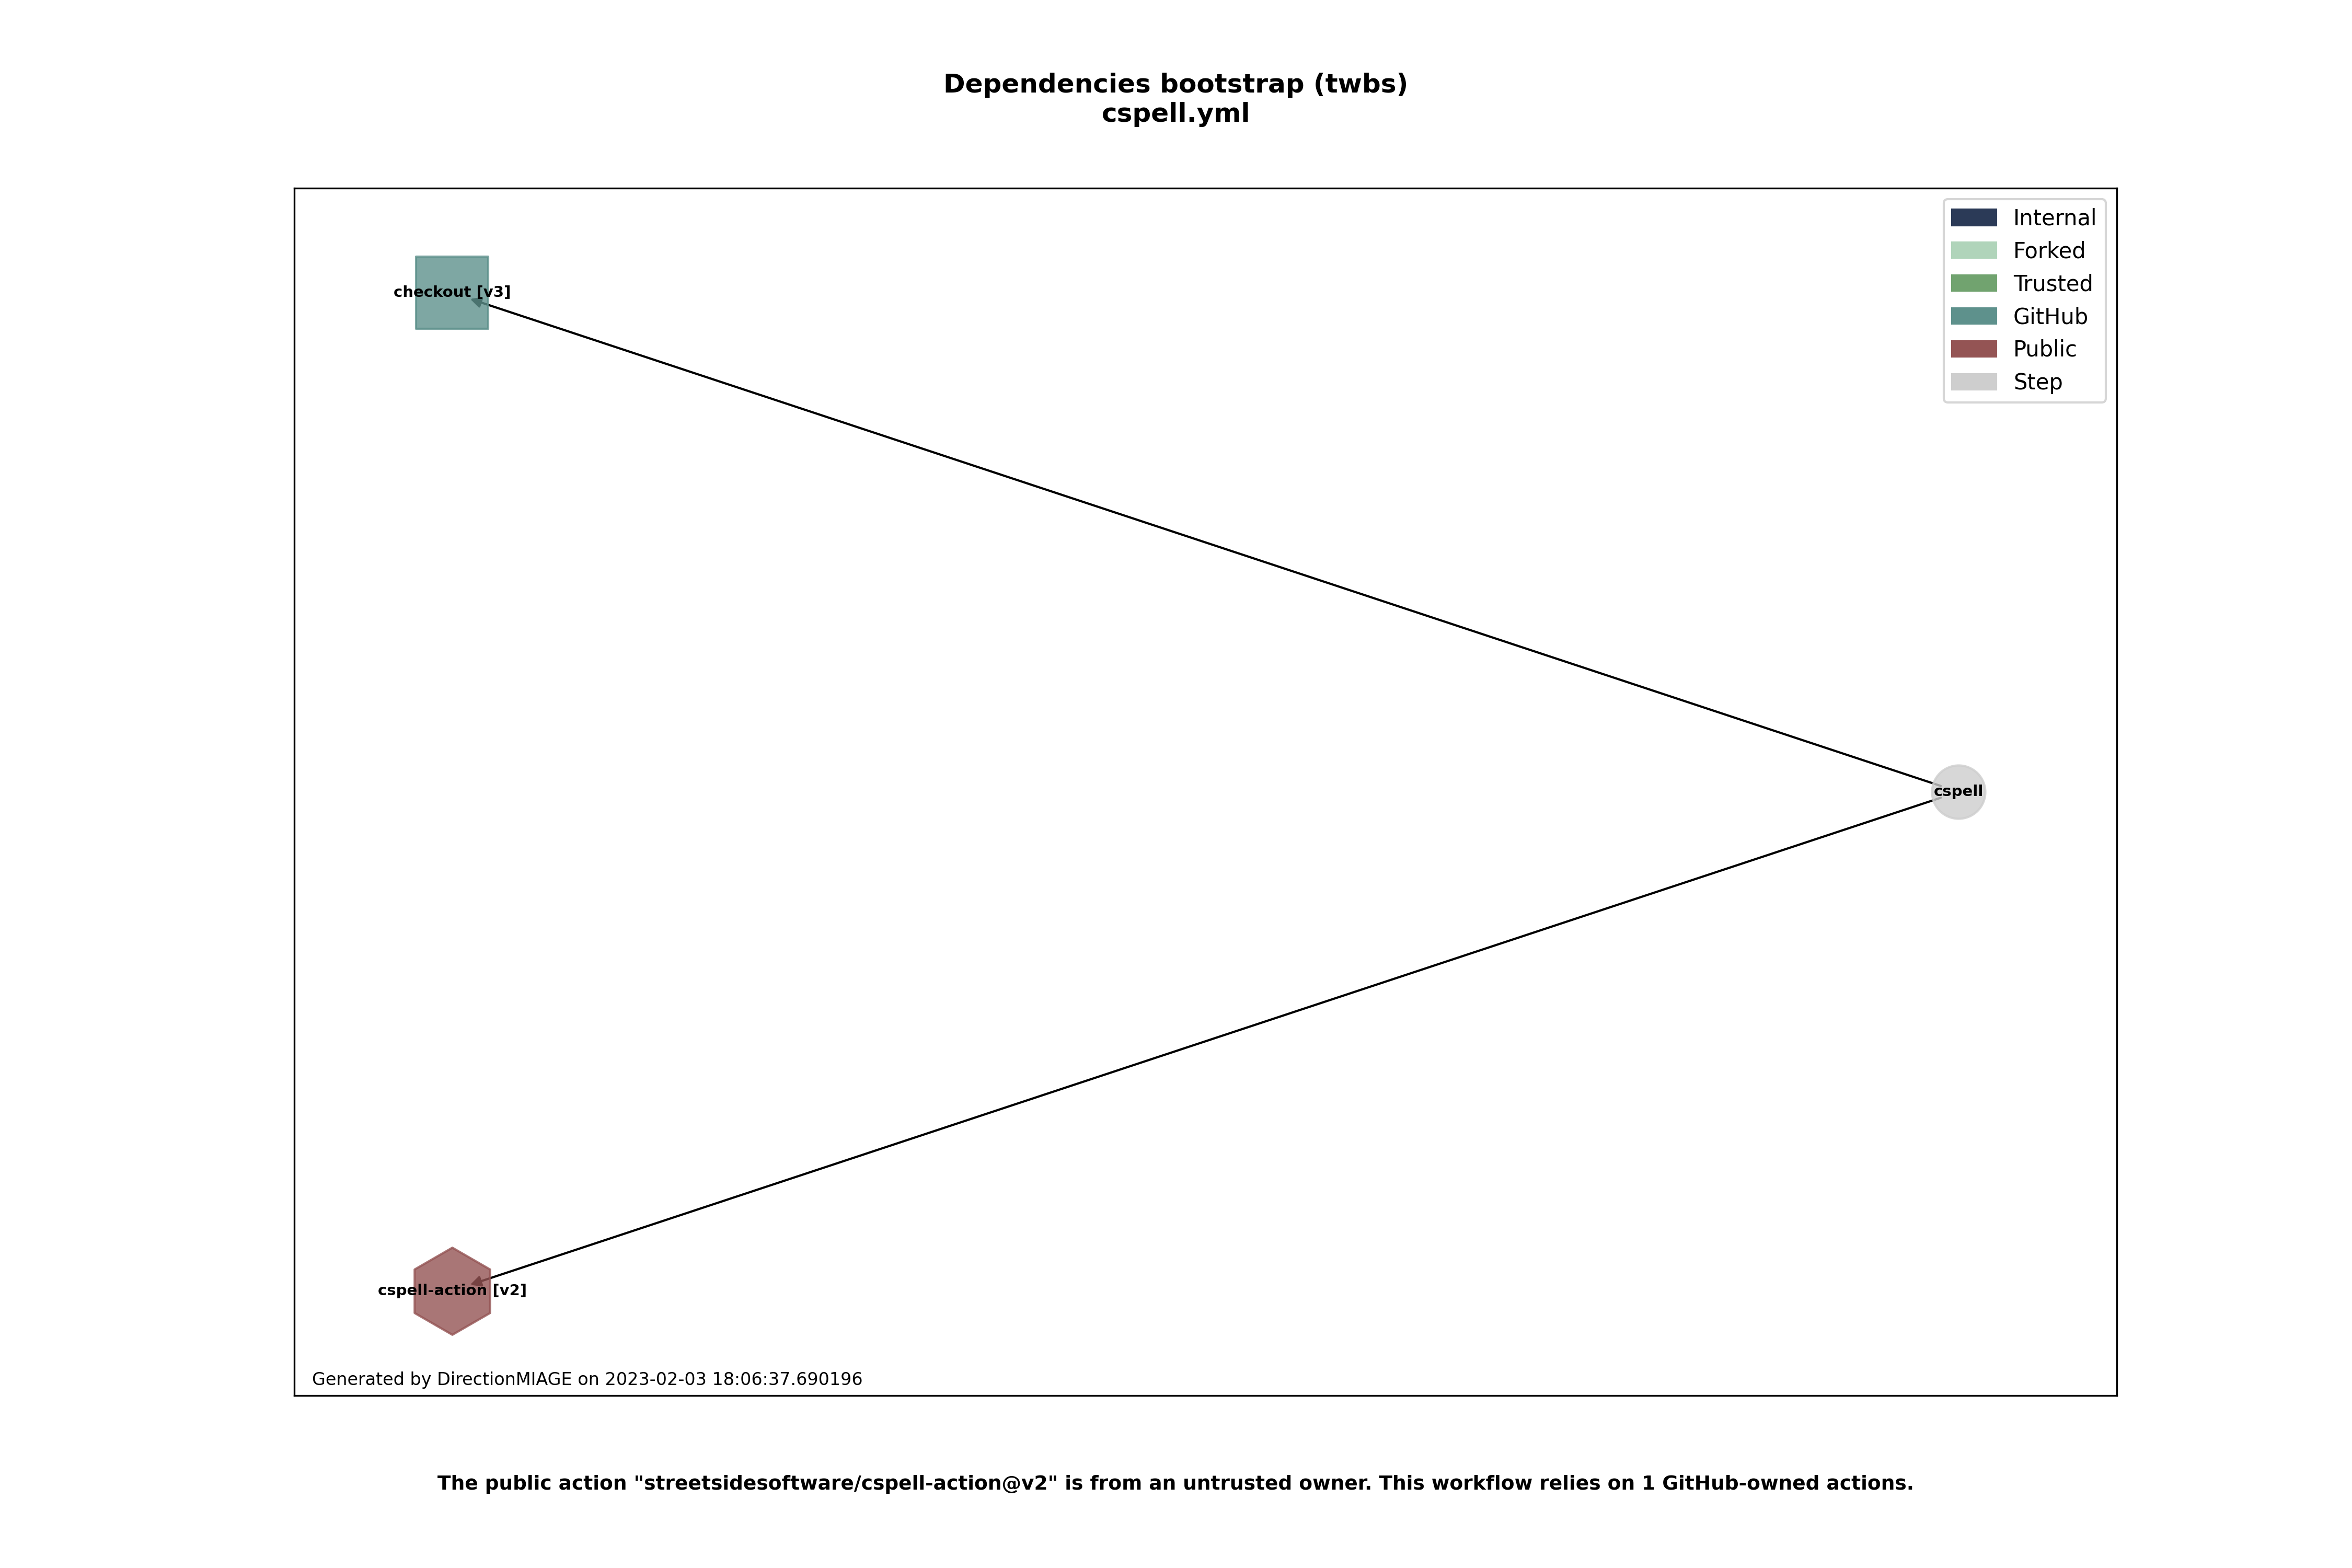 Dependencies bootstrap (twbs)
cspell.yml
Internal
Forked
Trusted
GitHub
Public
Step
checkout [v3]
cspell
cspell-action [v2]
Generated by DirectionMIAGE on 2023-02-03 18:06:37.690196
The public action "streetsidesoftware/cspell-action@v2" is from an untrusted owner. This workflow relies on 1 GitHub-owned actions.